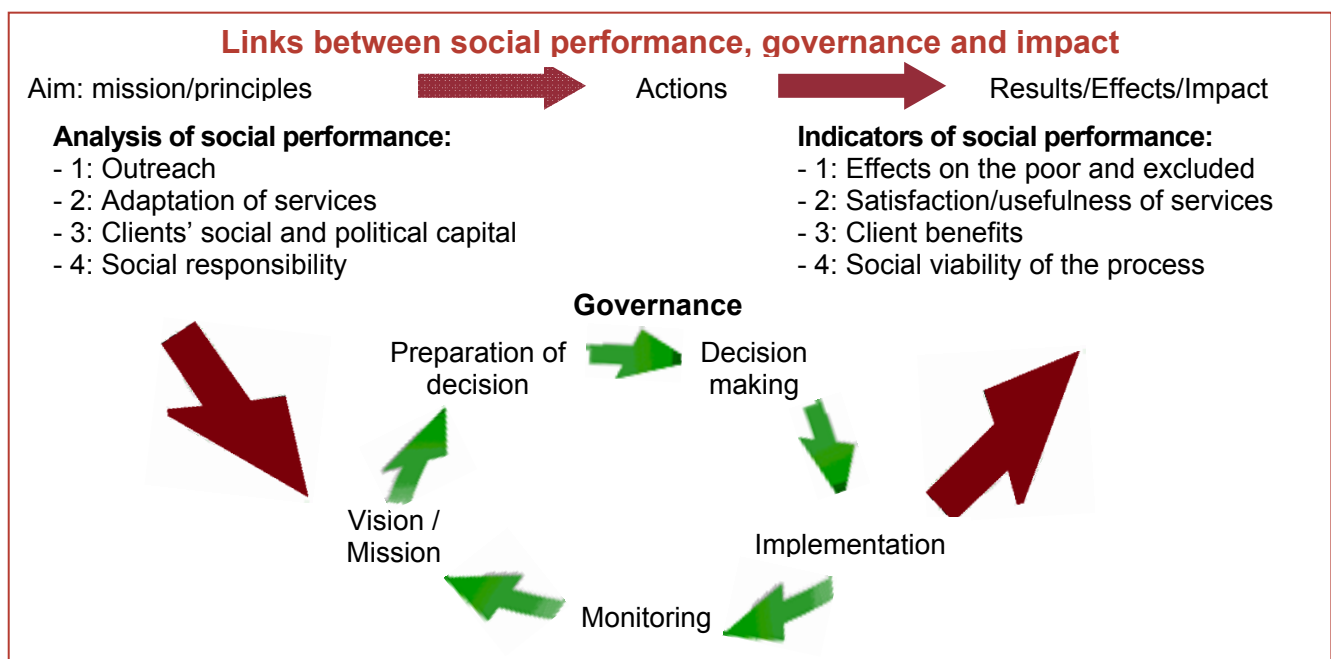 Links between social performance, governance and impact
Aim: mission/principles Actions Results/Effects/Impact
Analysis of social performance:
- 1: Outreach
- 2: Adaptation of services
- 3: Clients’ social and political capital
- 4: Social responsibility
Indicators of social performance:
- 1: Effects on the poor and excluded
- 2: Satisfaction/usefulness of services
- 3: Client benefits
- 4: Social viability of the process
Governance
Preparation of
decision
Decision
making
Vision /
Mission
Implementation
Monitoring